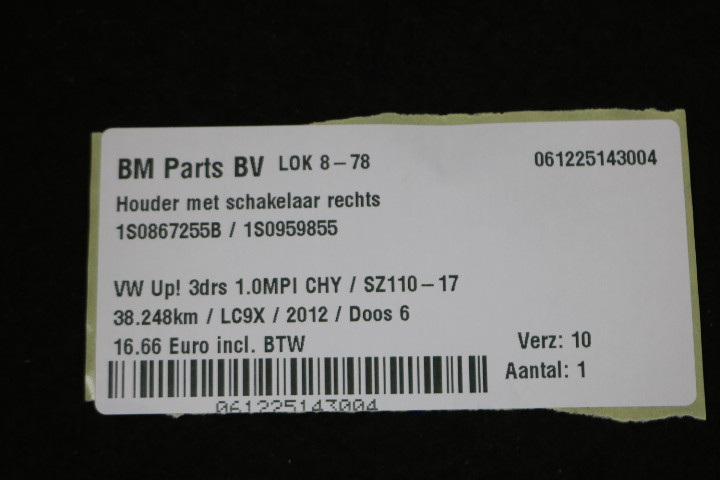 BM Parts BV LOK 8-78 061225143004
Houder met schakelaar rechts
1S0867255B / 1S0959855
VW Up! 3drs 1.0MPI CHY / SZ110-17
38.248km / LC9X / 2012 / Doos 6
16.66 Euro incl. BTW Verz: 10
Aantal: 1
061225143004